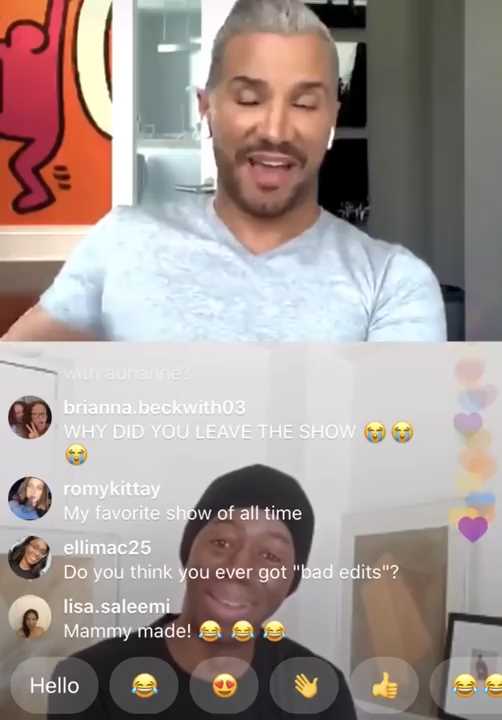 with adrianne?
brianna.beckwith03
WHY DID YOU LEAVE THE SHOW 😭 😭
😭
romykittay
My favorite show of all time
ellimac25
Do you think you ever got "bad edits"?
lisa.saleemi
Mammy made! 😂 😂 😂
Hello 😂 😍 👋 👍 😂😂